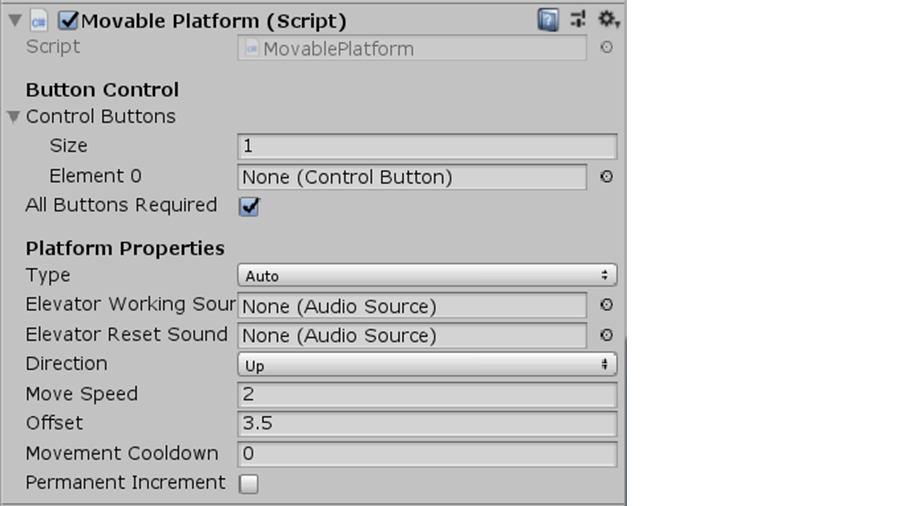 Movable Platform (Script)
Script MovablePlatform
Button Control
Control Buttons
Size 1
Element 0 None (Control Button)
All Buttons Required
Platform Properties
Type Auto
Elevator Working Sour None (Audio Source)
Elevator Reset Sound None (Audio Source)
Direction Up
Move Speed 2
Offset 3.5
Movement Cooldown 0
Permanent Increment